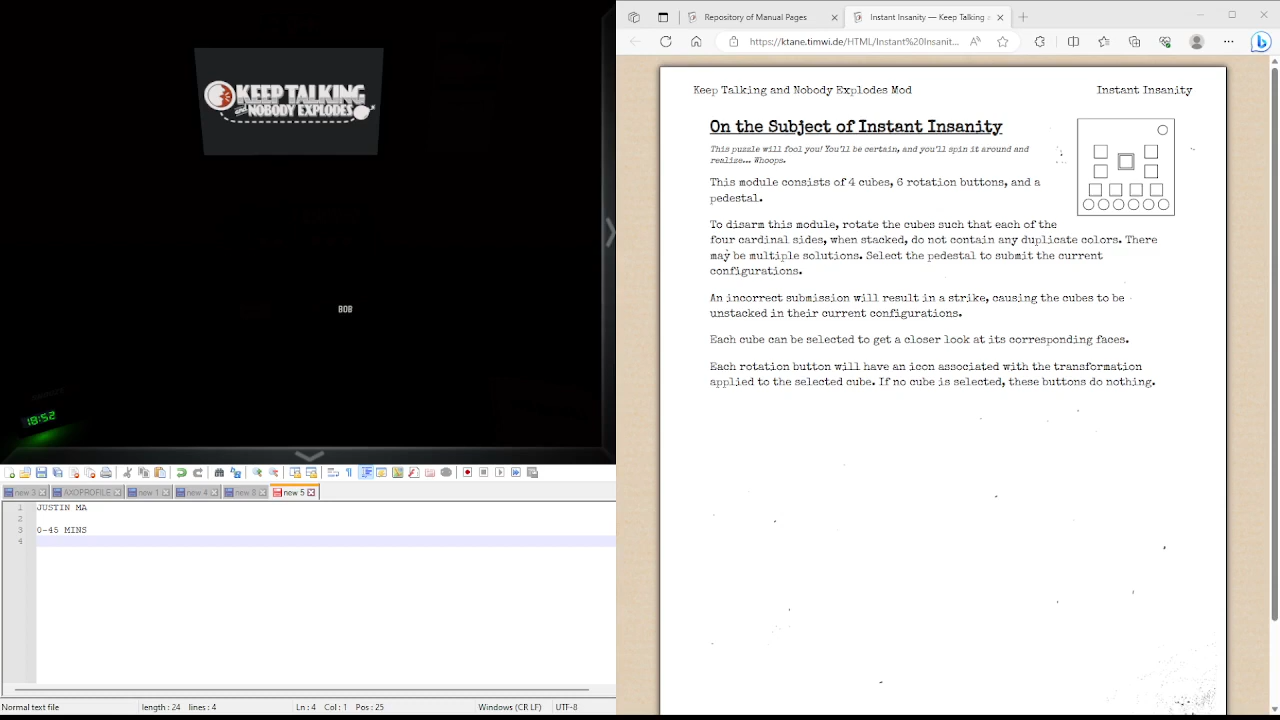 KEEP TALKING
and NOBODY EXPLODES
BOB
18:52
new 3
AXOPROFILE
new 1
new 4
new 8
new 5
1 JUSTIN MA
2
3 0-45 MINS
4
Normal text file
length : 24 lines : 4
Ln : 4 Col : 1 Pos : 25
Windows (CR LF)
UTF-8
Repository of Manual Pages
Instant Insanity — Keep Talking
https://ktane.timwi.de/HTML/Instant%20Insanit...
Keep Talking and Nobody Explodes Mod
Instant Insanity
On the Subject of Instant Insanity
This puzzle will fool you! You'll be certain, and you'll spin it around and
realize... Whoops.
This module consists of 4 cubes, 6 rotation buttons, and a
pedestal.
To disarm this module, rotate the cubes such that each of the
four cardinal sides, when stacked, do not contain any duplicate colors. There
may be multiple solutions. Select the pedestal to submit the current
configurations.
An incorrect submission will result in a strike, causing the cubes to be
unstacked in their current configurations.
Each cube can be selected to get a closer look at its corresponding faces.
Each rotation button will have an icon associated with the transformation
applied to the selected cube. If no cube is selected, these buttons do nothing.